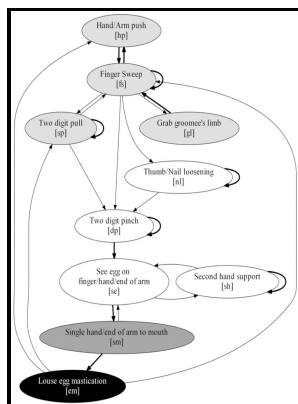 Hand/Arm push
[hp]
Finger Sweep
[fs]
Two digit pull
[sp]
Grab groomee's limb
[gl]
Thumb/Nail loosening
[nl]
Two digit pinch
[dp]
See egg on
finger/hand/end of arm
[se]
Second hand support
[sh]
Single hand/end of arm to mouth
[sm]
Louse egg mastication
[em]